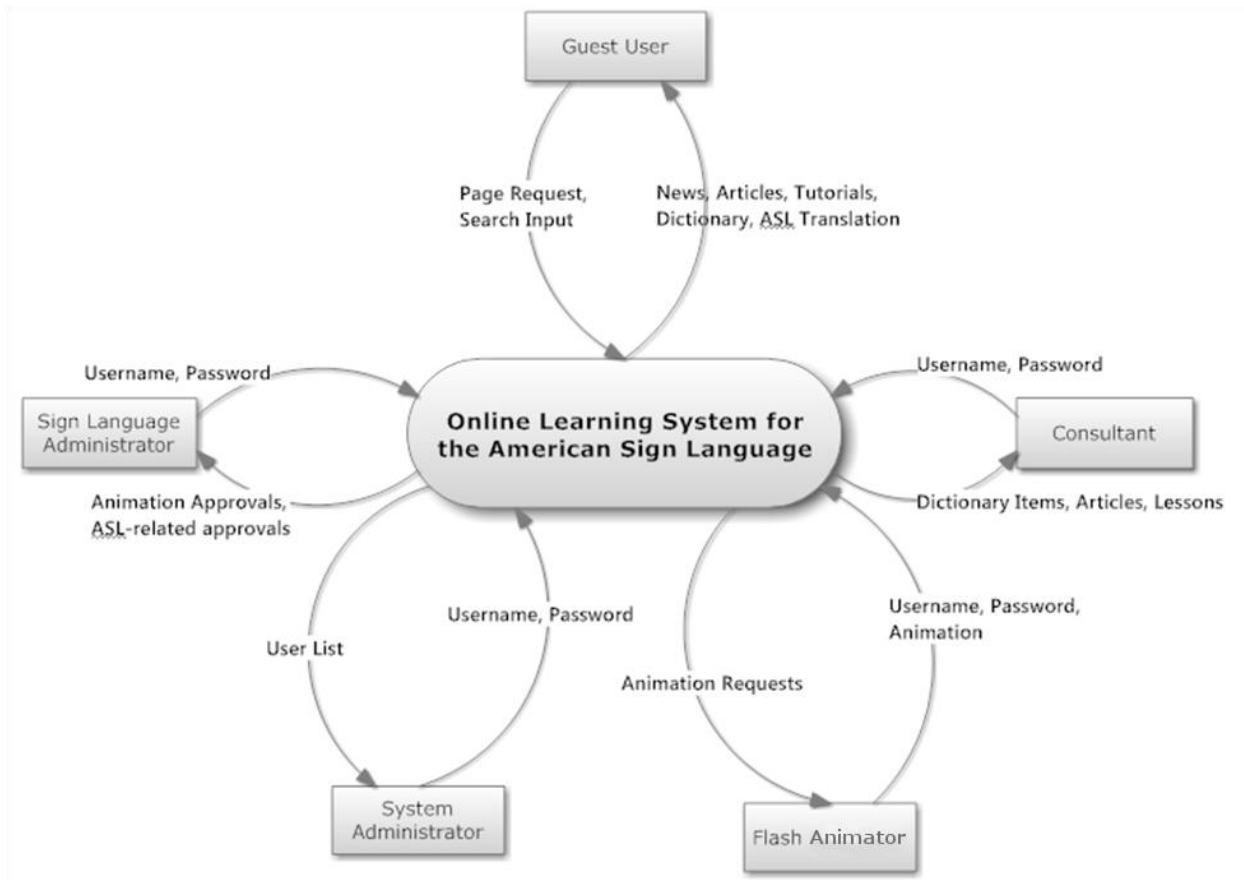 Guest User
Page Request,
Search Input
News, Articles, Tutorials,
Dictionary, ASL Translation
Username, Password
Username, Password
Sign Language
Administrator
Online Learning System for
the American Sign Language
Consultant
Animation Approvals,
ASL-related approvals
Dictionary Items, Articles, Lessons
User List
Username, Password
Animation Requests
Username, Password,
Animation
System
Administrator
Flash Animator